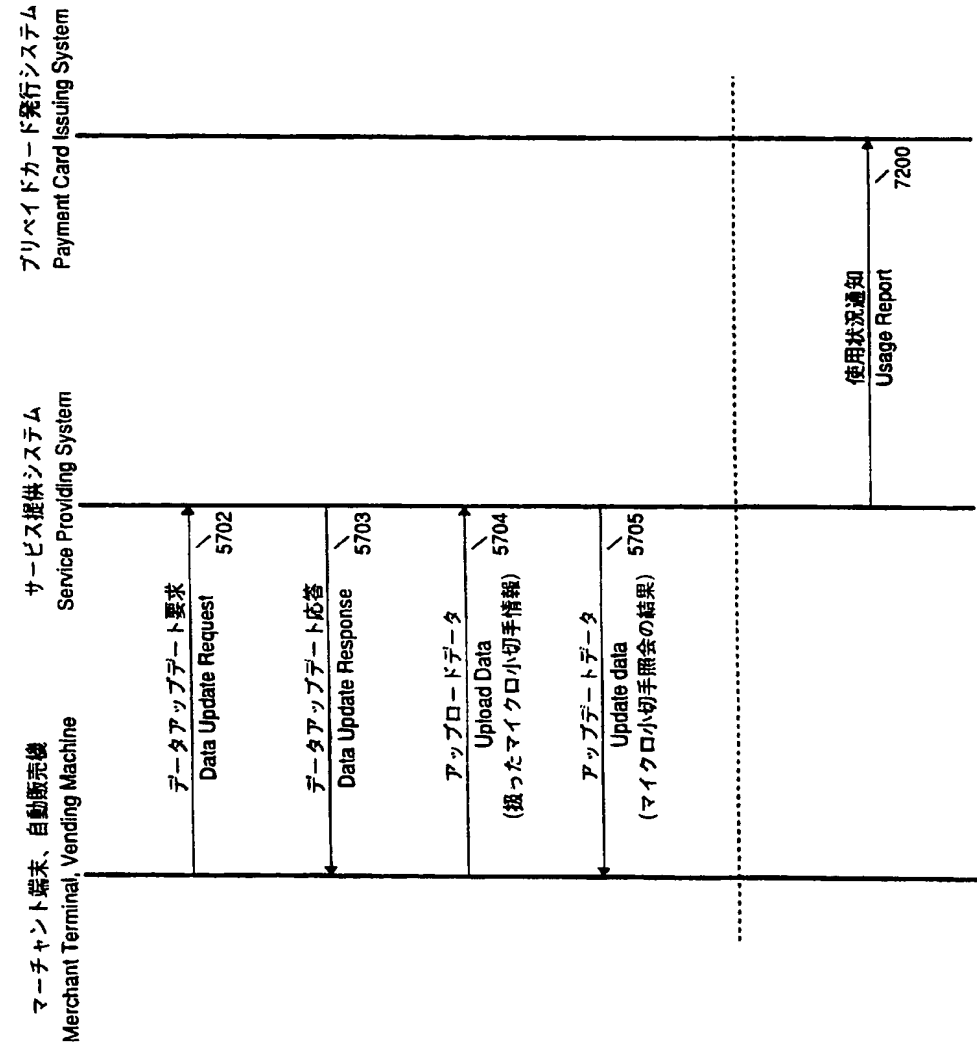 マーチャント端末、自動販売機
Merchant Terminal, Vending Machine
サービス提供システム
Service Providing System
プリペイドカード発行システム
Payment Card Issuing System
データアップデート要求
Data Update Request
5702
データアップデート応答
Data Update Response
5703
アップロードデータ
Upload Data
(扱ったマイクロ小切手情報)
5704
アップデートデータ
Update data
(マイクロ小切手照会の結果)
5705
使用状況通知
Usage Report
7200